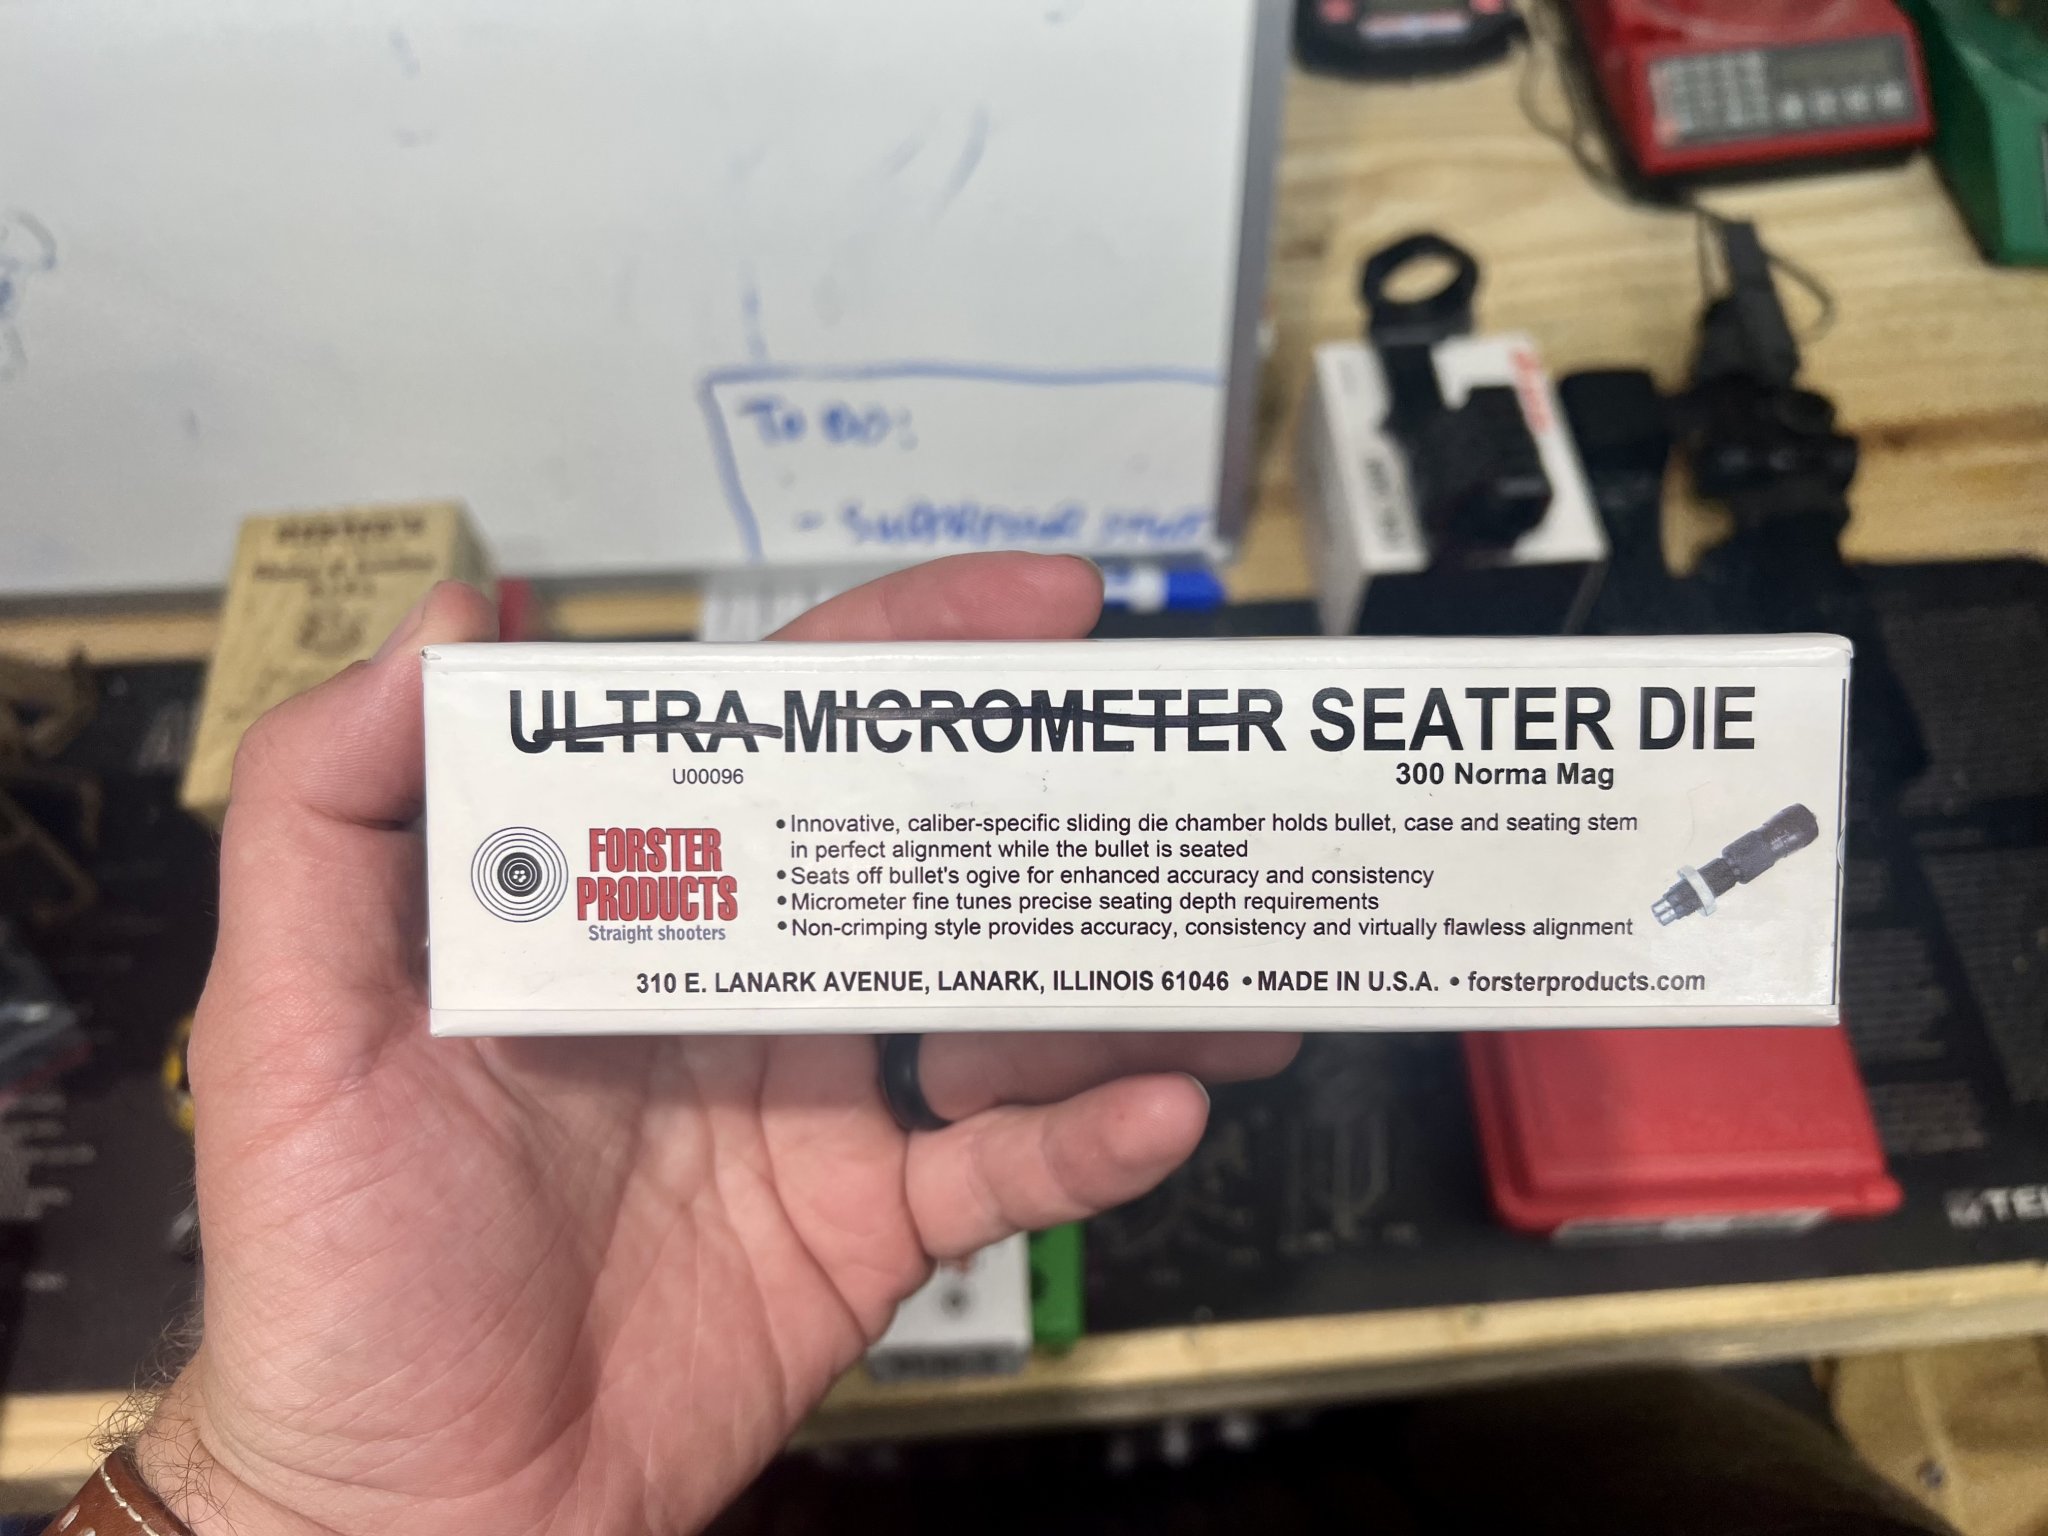 To DO:
ULTRA MICROMETER SEATER DIE
U00096
300 Norma Mag
FORSTER
PRODUCTS
Straight shooters
• Innovative, caliber-specific sliding die chamber holds bullet, case and seating stem
in perfect alignment while the bullet is seated
• Seats off bullet's ogive for enhanced accuracy and consistency
• Micrometer fine tunes precise seating depth requirements
• Non-crimping style provides accuracy, consistency and virtually flawless alignment
310 E. LANARK AVENUE, LANARK, ILLINOIS 61046 • MADE IN U.S.A. • forsterproducts.com